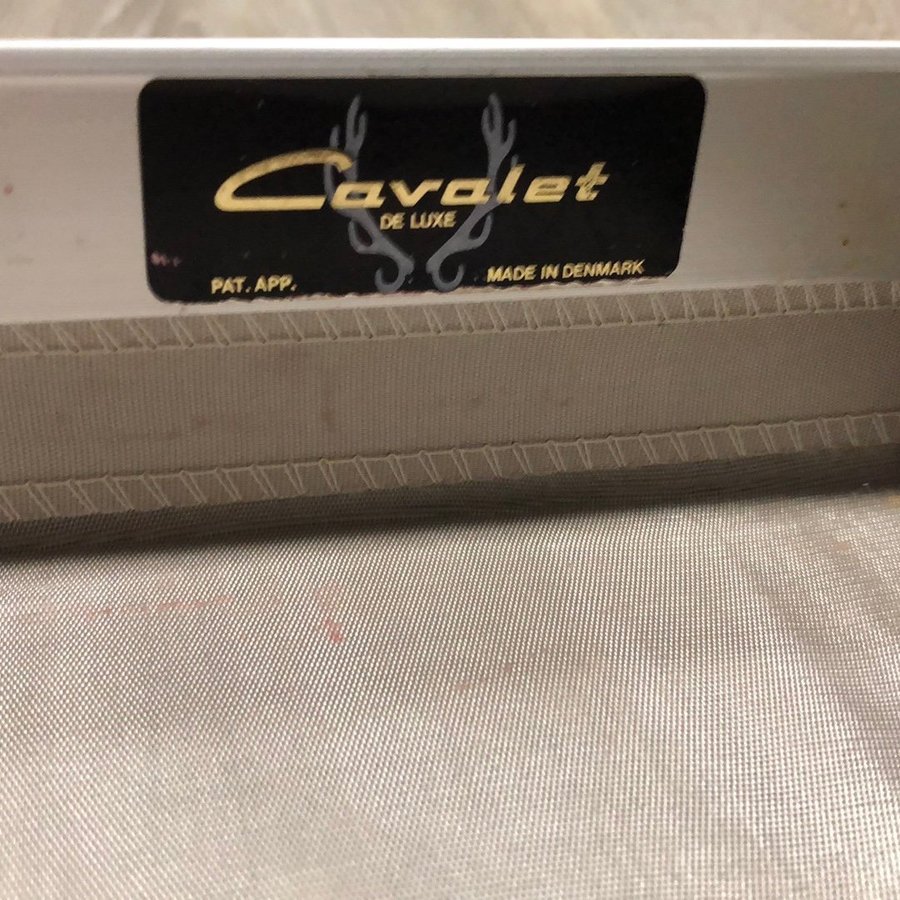 Cavalet
DE LUXE
PAT. APP. MADE IN DENMARK